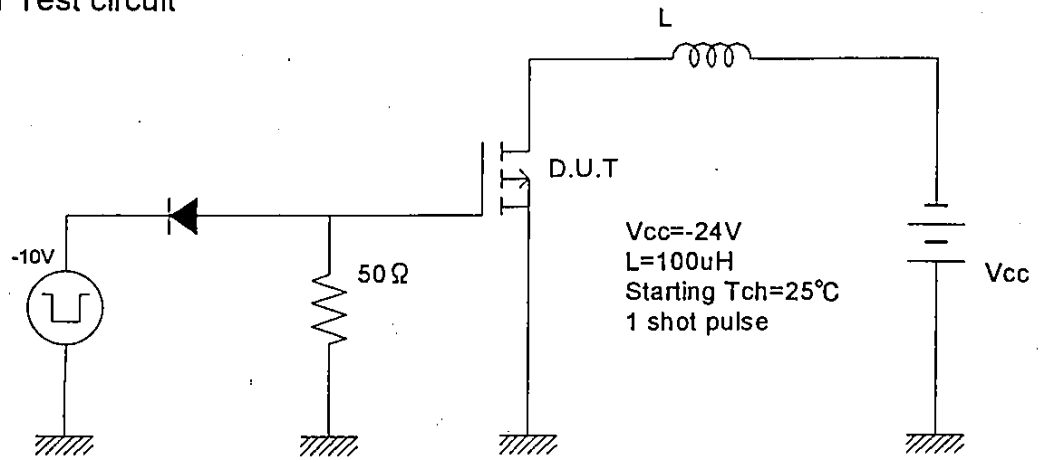 Test circuit
L
D.U.T
-10V
50Ω
Vcc=-24V
L=100uH
Starting Tch=25℃
1 shot pulse
Vcc